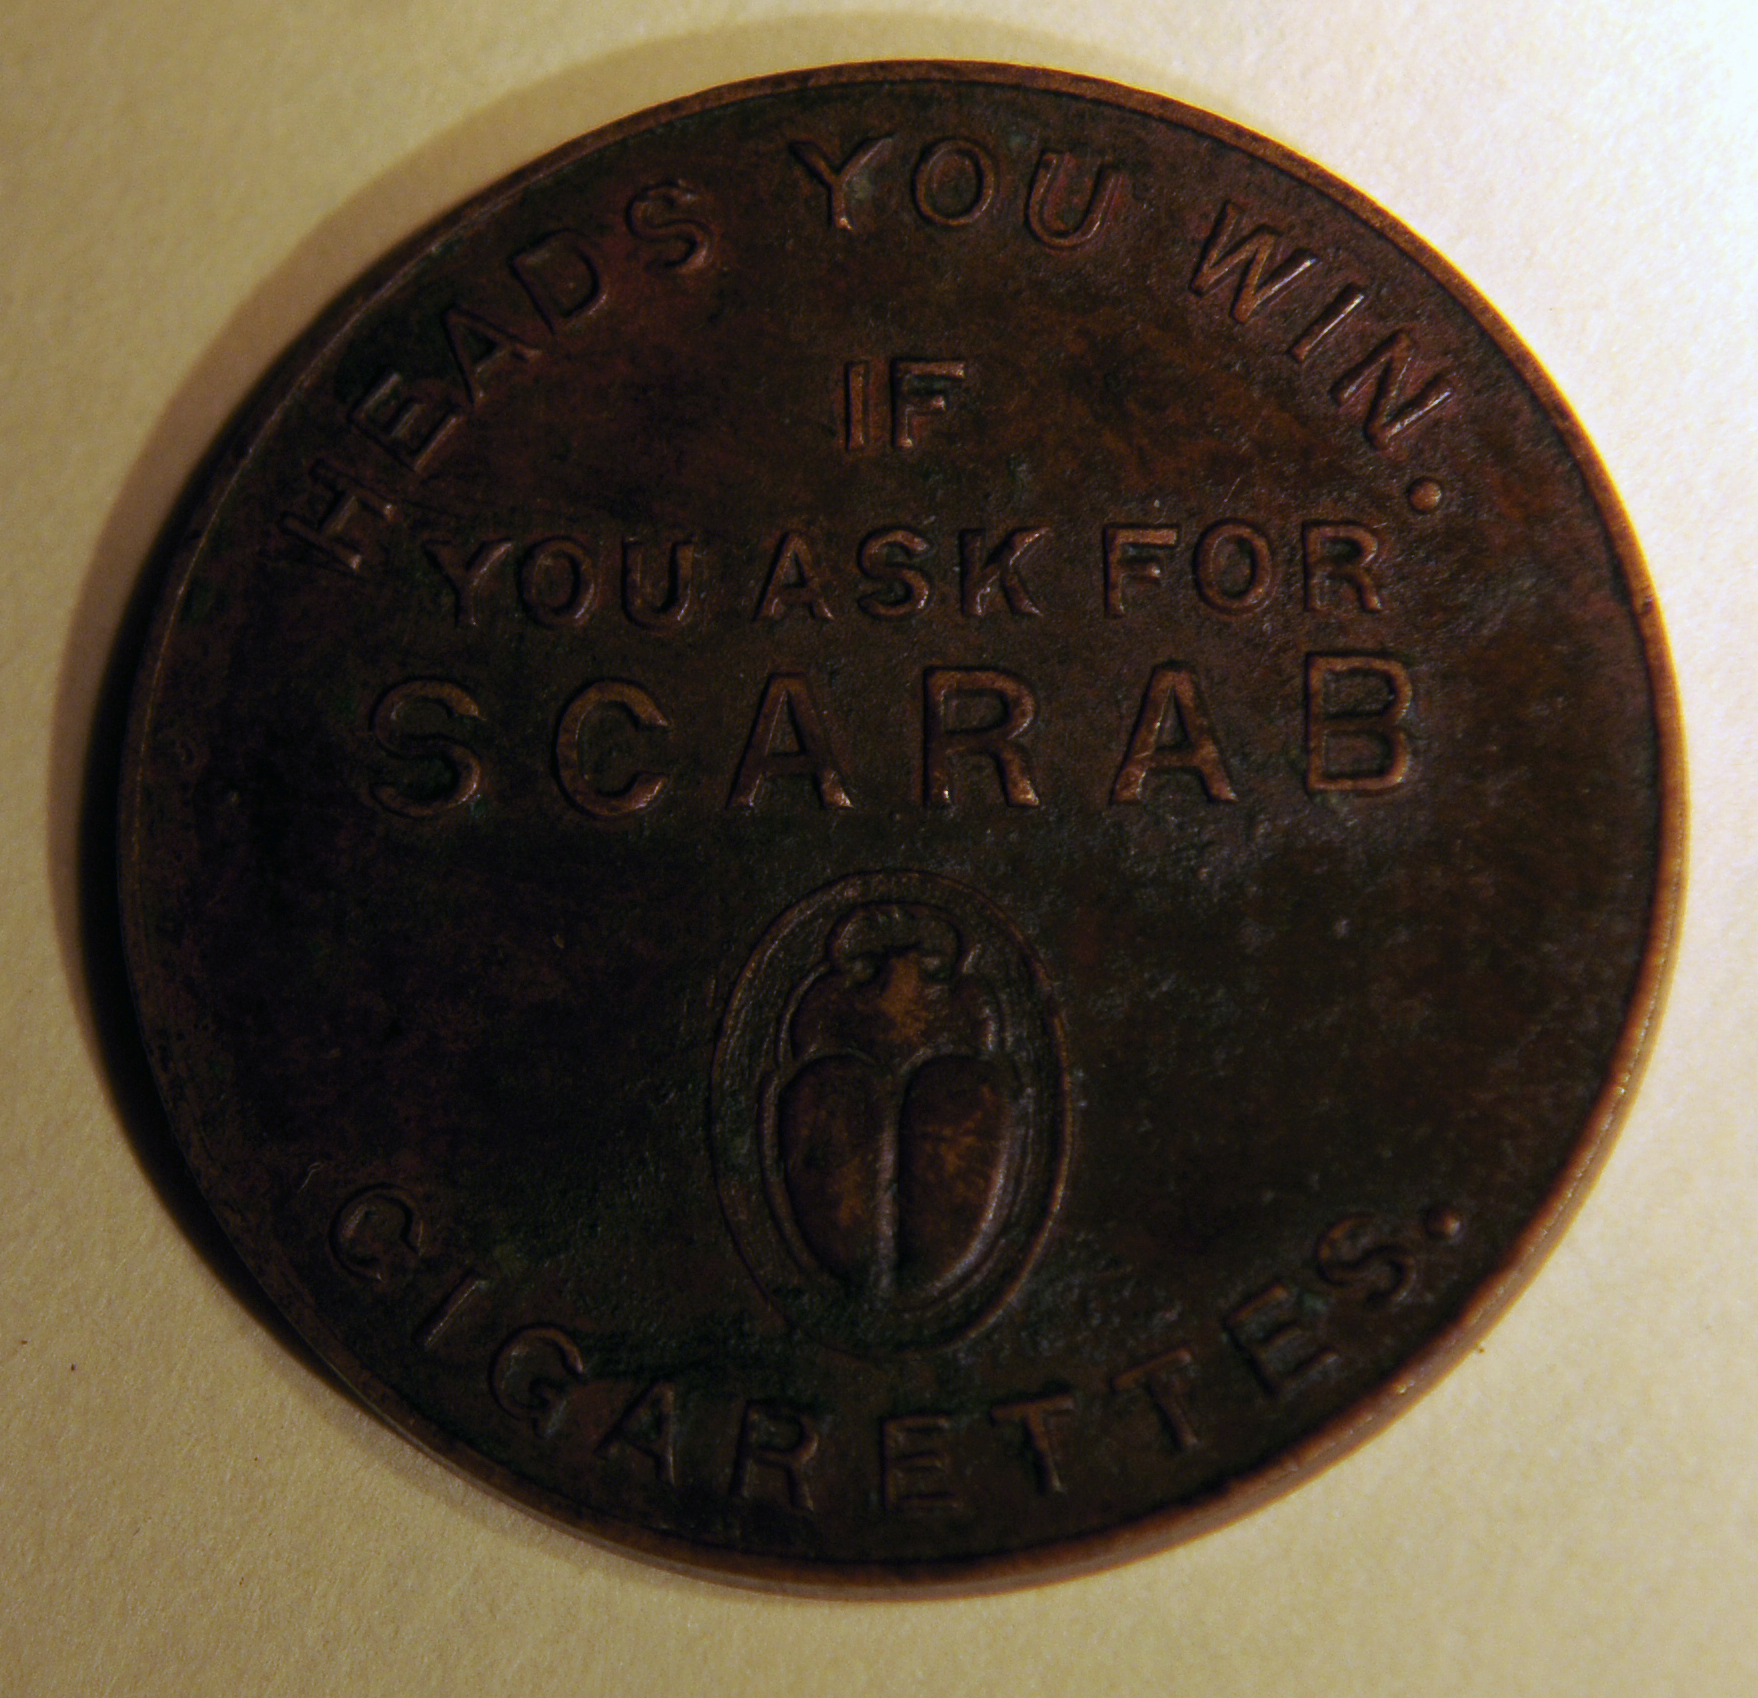 HEADS YOU WIN.
IF
YOU ASK FOR
SCARAB
CIGARETTES.